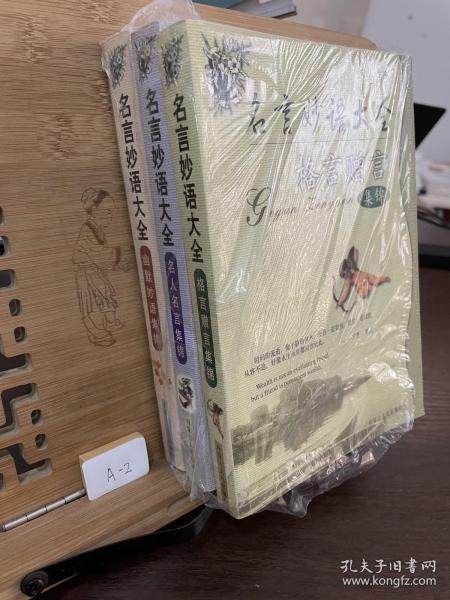 名言妙语大全
幽默妙语集锦
名言妙语大全
名人名言集锦
名言妙语大全
格言赠言集锦
名言妙语大全
格言赠言
集锦
Geyan Zengyan
Wealth is not an everlasting friend,
but a friend is permanent wealth.
A-2
孔夫子旧书网
www.kongfz.com